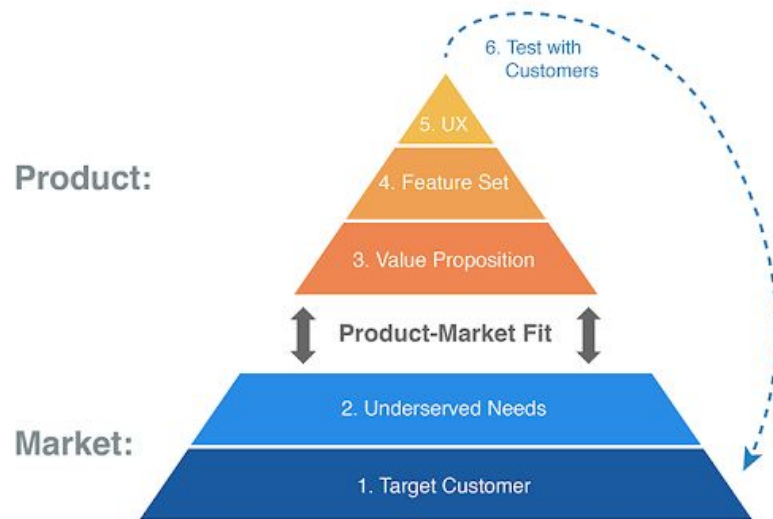 6. Test with
Customers
5. UX
Product:
4. Feature Set
3. Value Proposition
Product-Market Fit
2. Underserved Needs
Market:
1. Target Customer